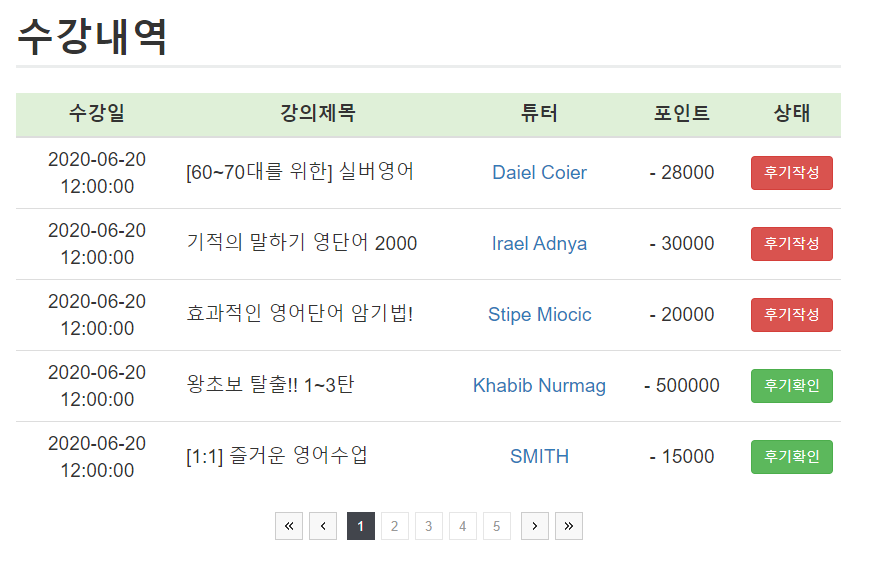 수강내역
수강일 강의제목 튜터 포인트 상태
2020-06-20
12:00:00
[60~70대를 위한] 실버영어 Daiel Coier - 28000 후기작성
2020-06-20
12:00:00
기적의 말하기 영단어 2000 Irael Adnya - 30000 후기작성
2020-06-20
12:00:00
효과적인 영어단어 암기법! Stipe Miocic - 20000 후기작성
2020-06-20
12:00:00
왕초보 탈출!! 1~3탄 Khabib Nurmag - 500000 후기확인
2020-06-20
12:00:00
[1:1] 즐거운 영어수업 SMITH - 15000 후기확인
« ‹ 1 2 3 4 5 › »